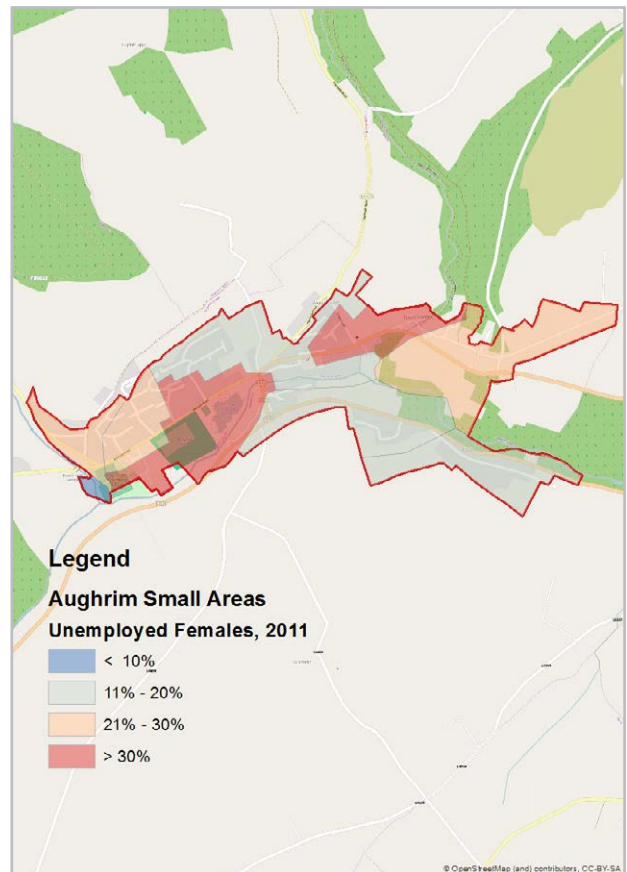 Legend
Aughrim Small Areas
Unemployed Females, 2011
< 10%
11% - 20%
21% - 30%
> 30%
© OpenStreetMap (and) contributors, CC-BY-SA